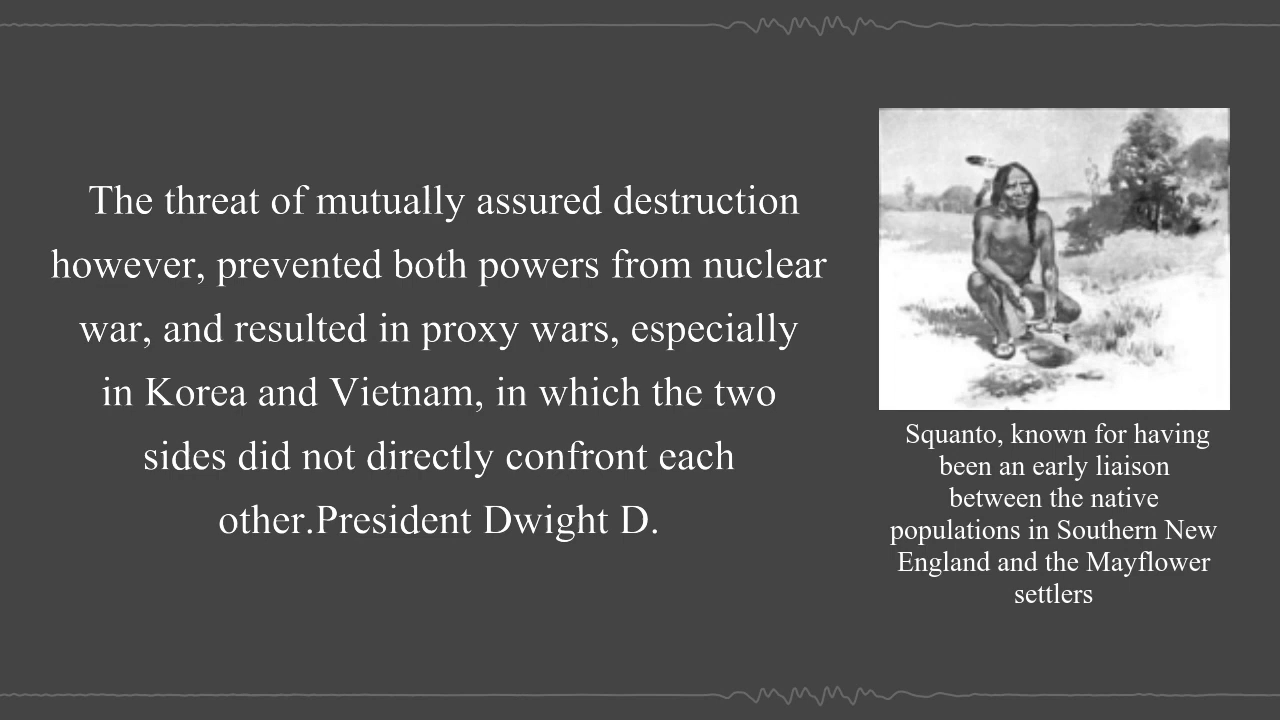 The threat of mutually assured destruction
however, prevented both powers from nuclear
war, and resulted in proxy wars, especially
in Korea and Vietnam, in which the two
sides did not directly confront each
other.President Dwight D.
Squanto, known for having
been an early liaison
between the native
populations in Southern New
England and the Mayflower
settlers